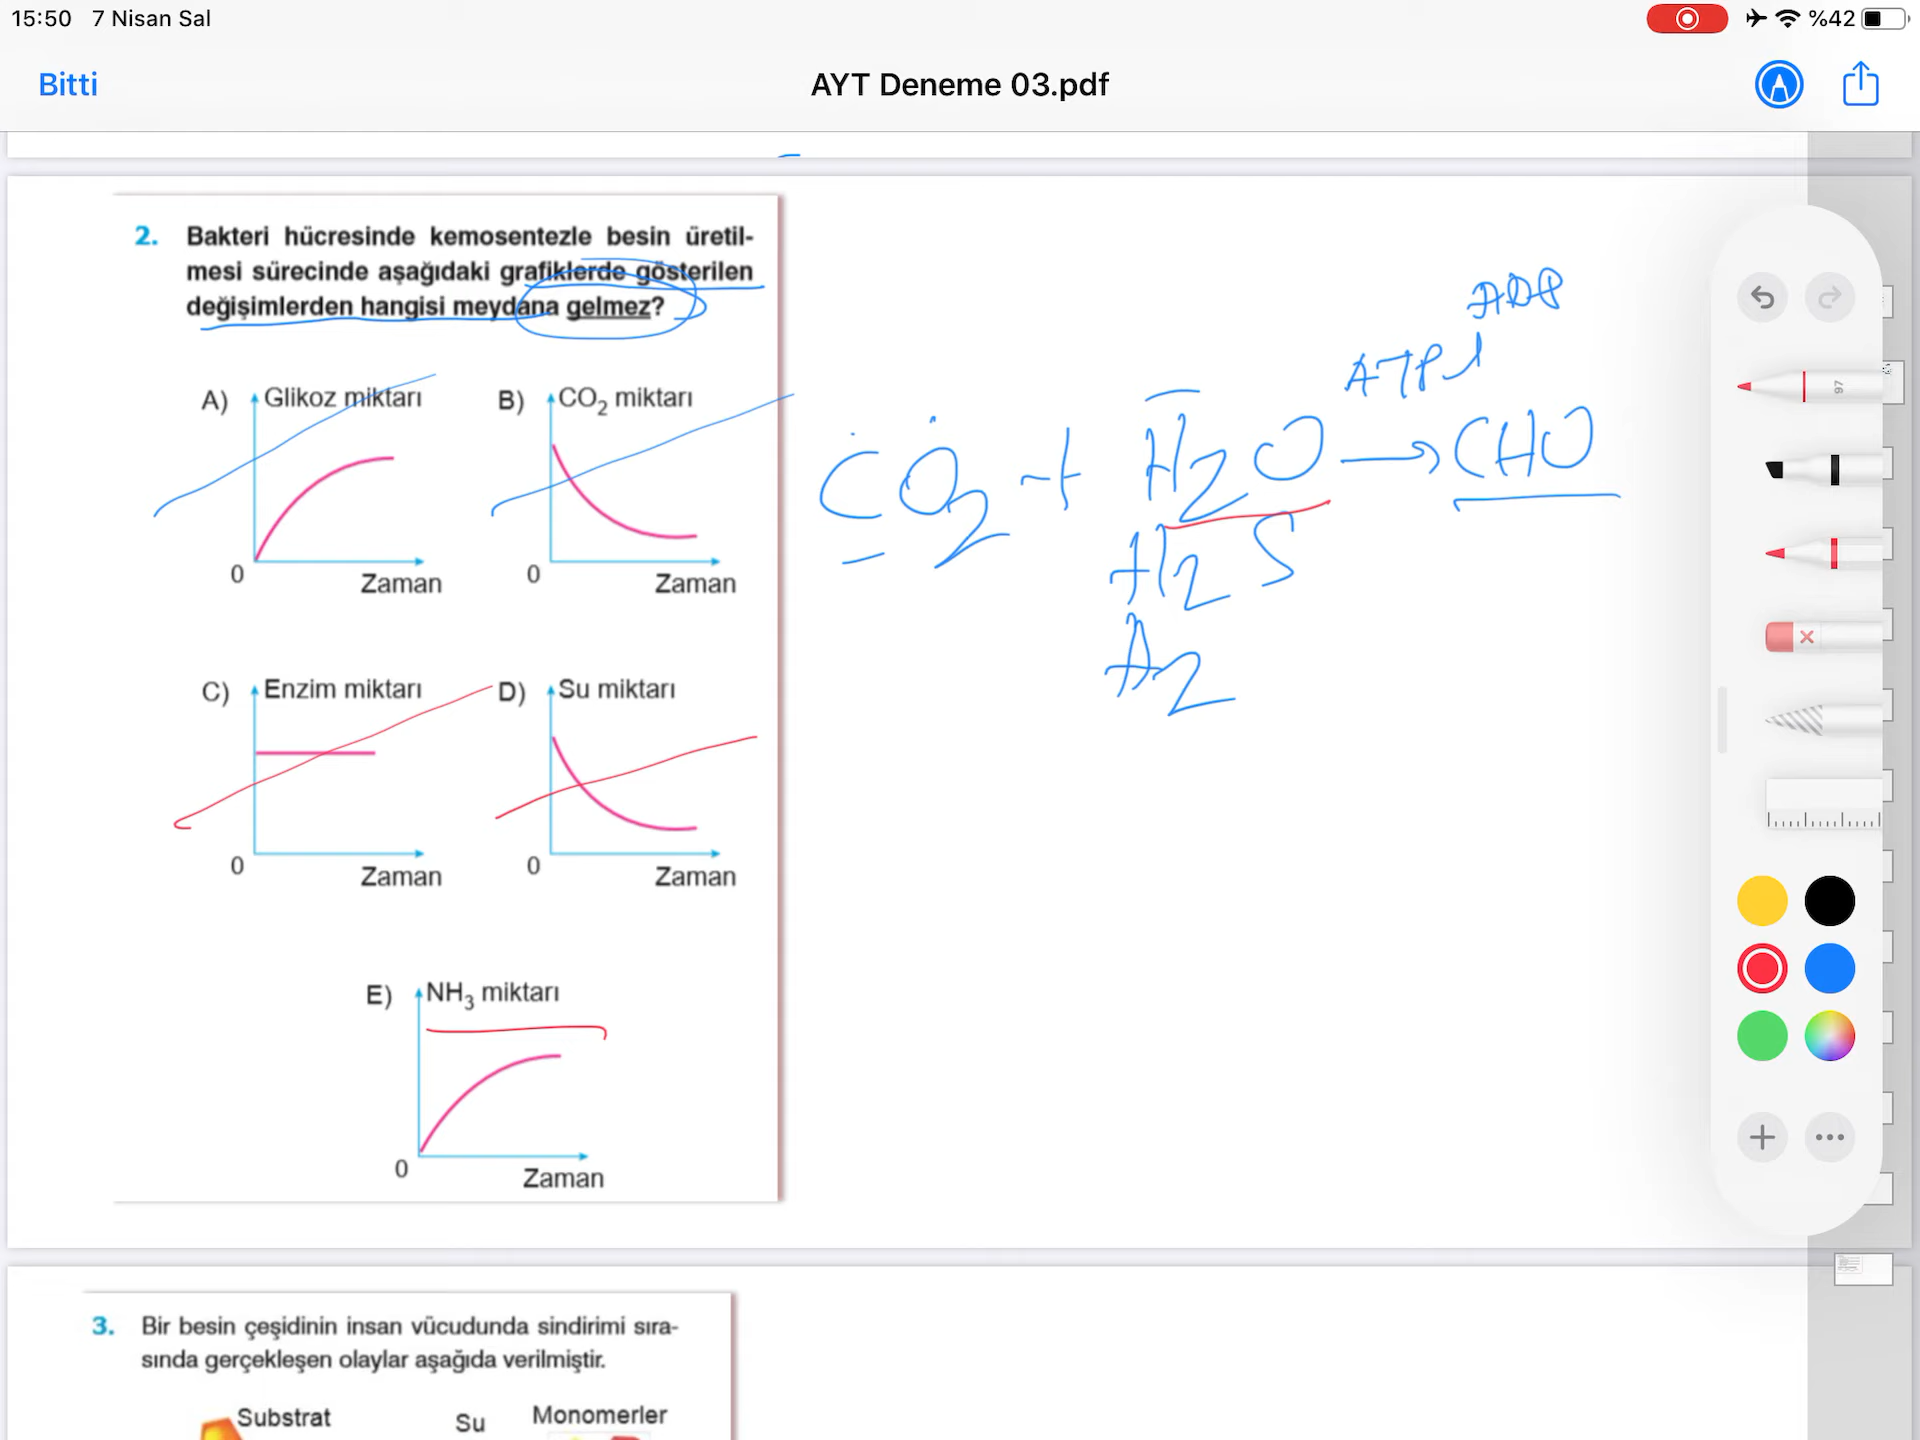 15:50 7 Nisan Sal
%42
Bitti
AYT Deneme 03.pdf
2. Bakteri hücresinde kemosentezle besin üretil-
mesi sürecinde aşağıdaki grafiklerde gösterilen
değişimlerden hangisi meydana gelmez?
A) Glikoz miktarı
0
Zaman
B) CO2 miktarı
0
Zaman
C) Enzim miktarı
0
Zaman
D) Su miktarı
0
Zaman
E) NH3 miktarı
0
Zaman
ADP
ATP
CO2 + H2O → CHO
H2S
H2
97
3. Bir besin çeşidinin insan vücudunda sindirimi sıra-
sında gerçekleşen olaylar aşağıda verilmiştir.
Substrat
Su
Monomerler